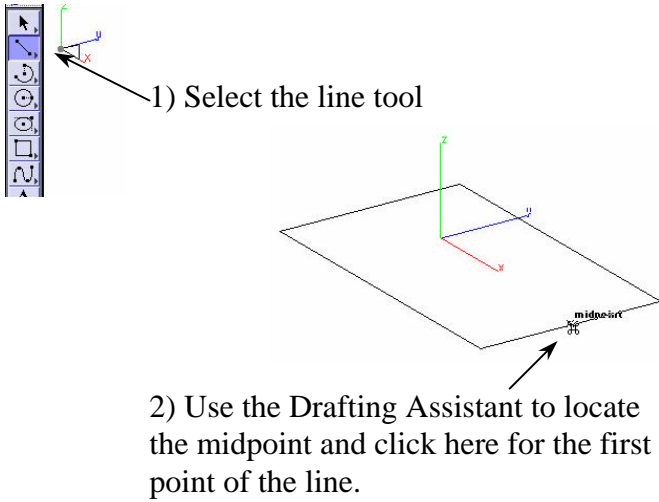 z
y
x
1) Select the line tool
z
y
x
midpoint
2) Use the Drafting Assistant to locate
the midpoint and click here for the first
point of the line.